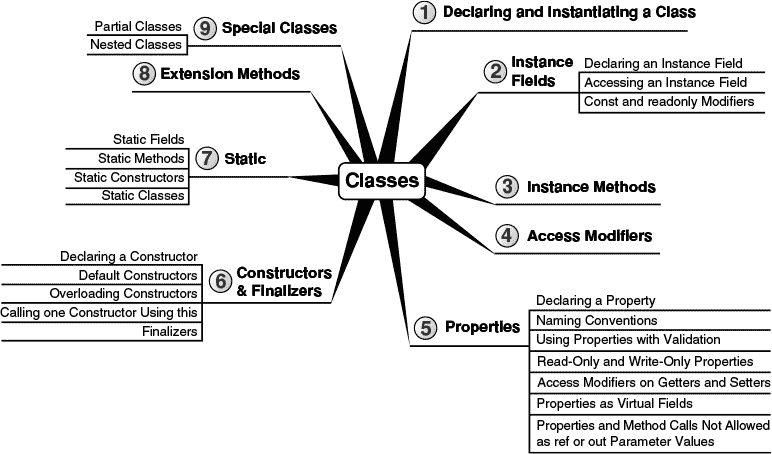 Classes
1 Declaring and Instantiating a Class
2 Instance
Fields
Declaring an Instance Field
Accessing an Instance Field
Const and readonly Modifiers
3 Instance Methods
4 Access Modifiers
5 Properties
Declaring a Property
Naming Conventions
Using Properties with Validation
Read-Only and Write-Only Properties
Access Modifiers on Getters and Setters
Properties as Virtual Fields
Properties and Method Calls Not Allowed
as ref or out Parameter Values
6 Constructors
& Finalizers
Declaring a Constructor
Default Constructors
Overloading Constructors
Calling one Constructor Using this
Finalizers
7 Static
Static Fields
Static Methods
Static Constructors
Static Classes
8 Extension Methods
9 Special Classes
Partial Classes
Nested Classes